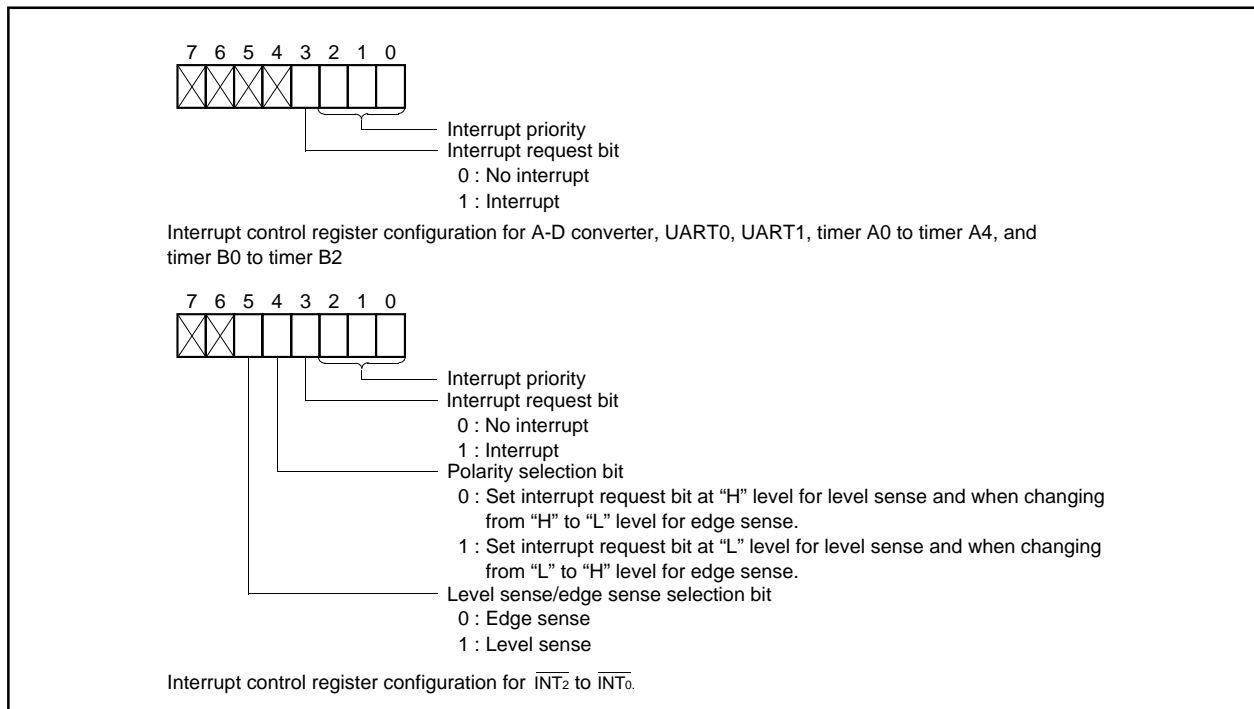 7 6 5 4 3 2 1 0
Interrupt priority
Interrupt request bit
0 : No interrupt
1 : Interrupt
Interrupt control register configuration for A-D converter, UART0, UART1, timer A0 to timer A4, and
timer B0 to timer B2
7 6 5 4 3 2 1 0
Interrupt priority
Interrupt request bit
0 : No interrupt
1 : Interrupt
Polarity selection bit
0 : Set interrupt request bit at “H” level for level sense and when changing
from “H” to “L” level for edge sense.
1 : Set interrupt request bit at “L” level for level sense and when changing
from “L” to “H” level for edge sense.
Level sense/edge sense selection bit
0 : Edge sense
1 : Level sense
Interrupt control register configuration for I̅N̅T̅₂ to I̅N̅T̅₀.